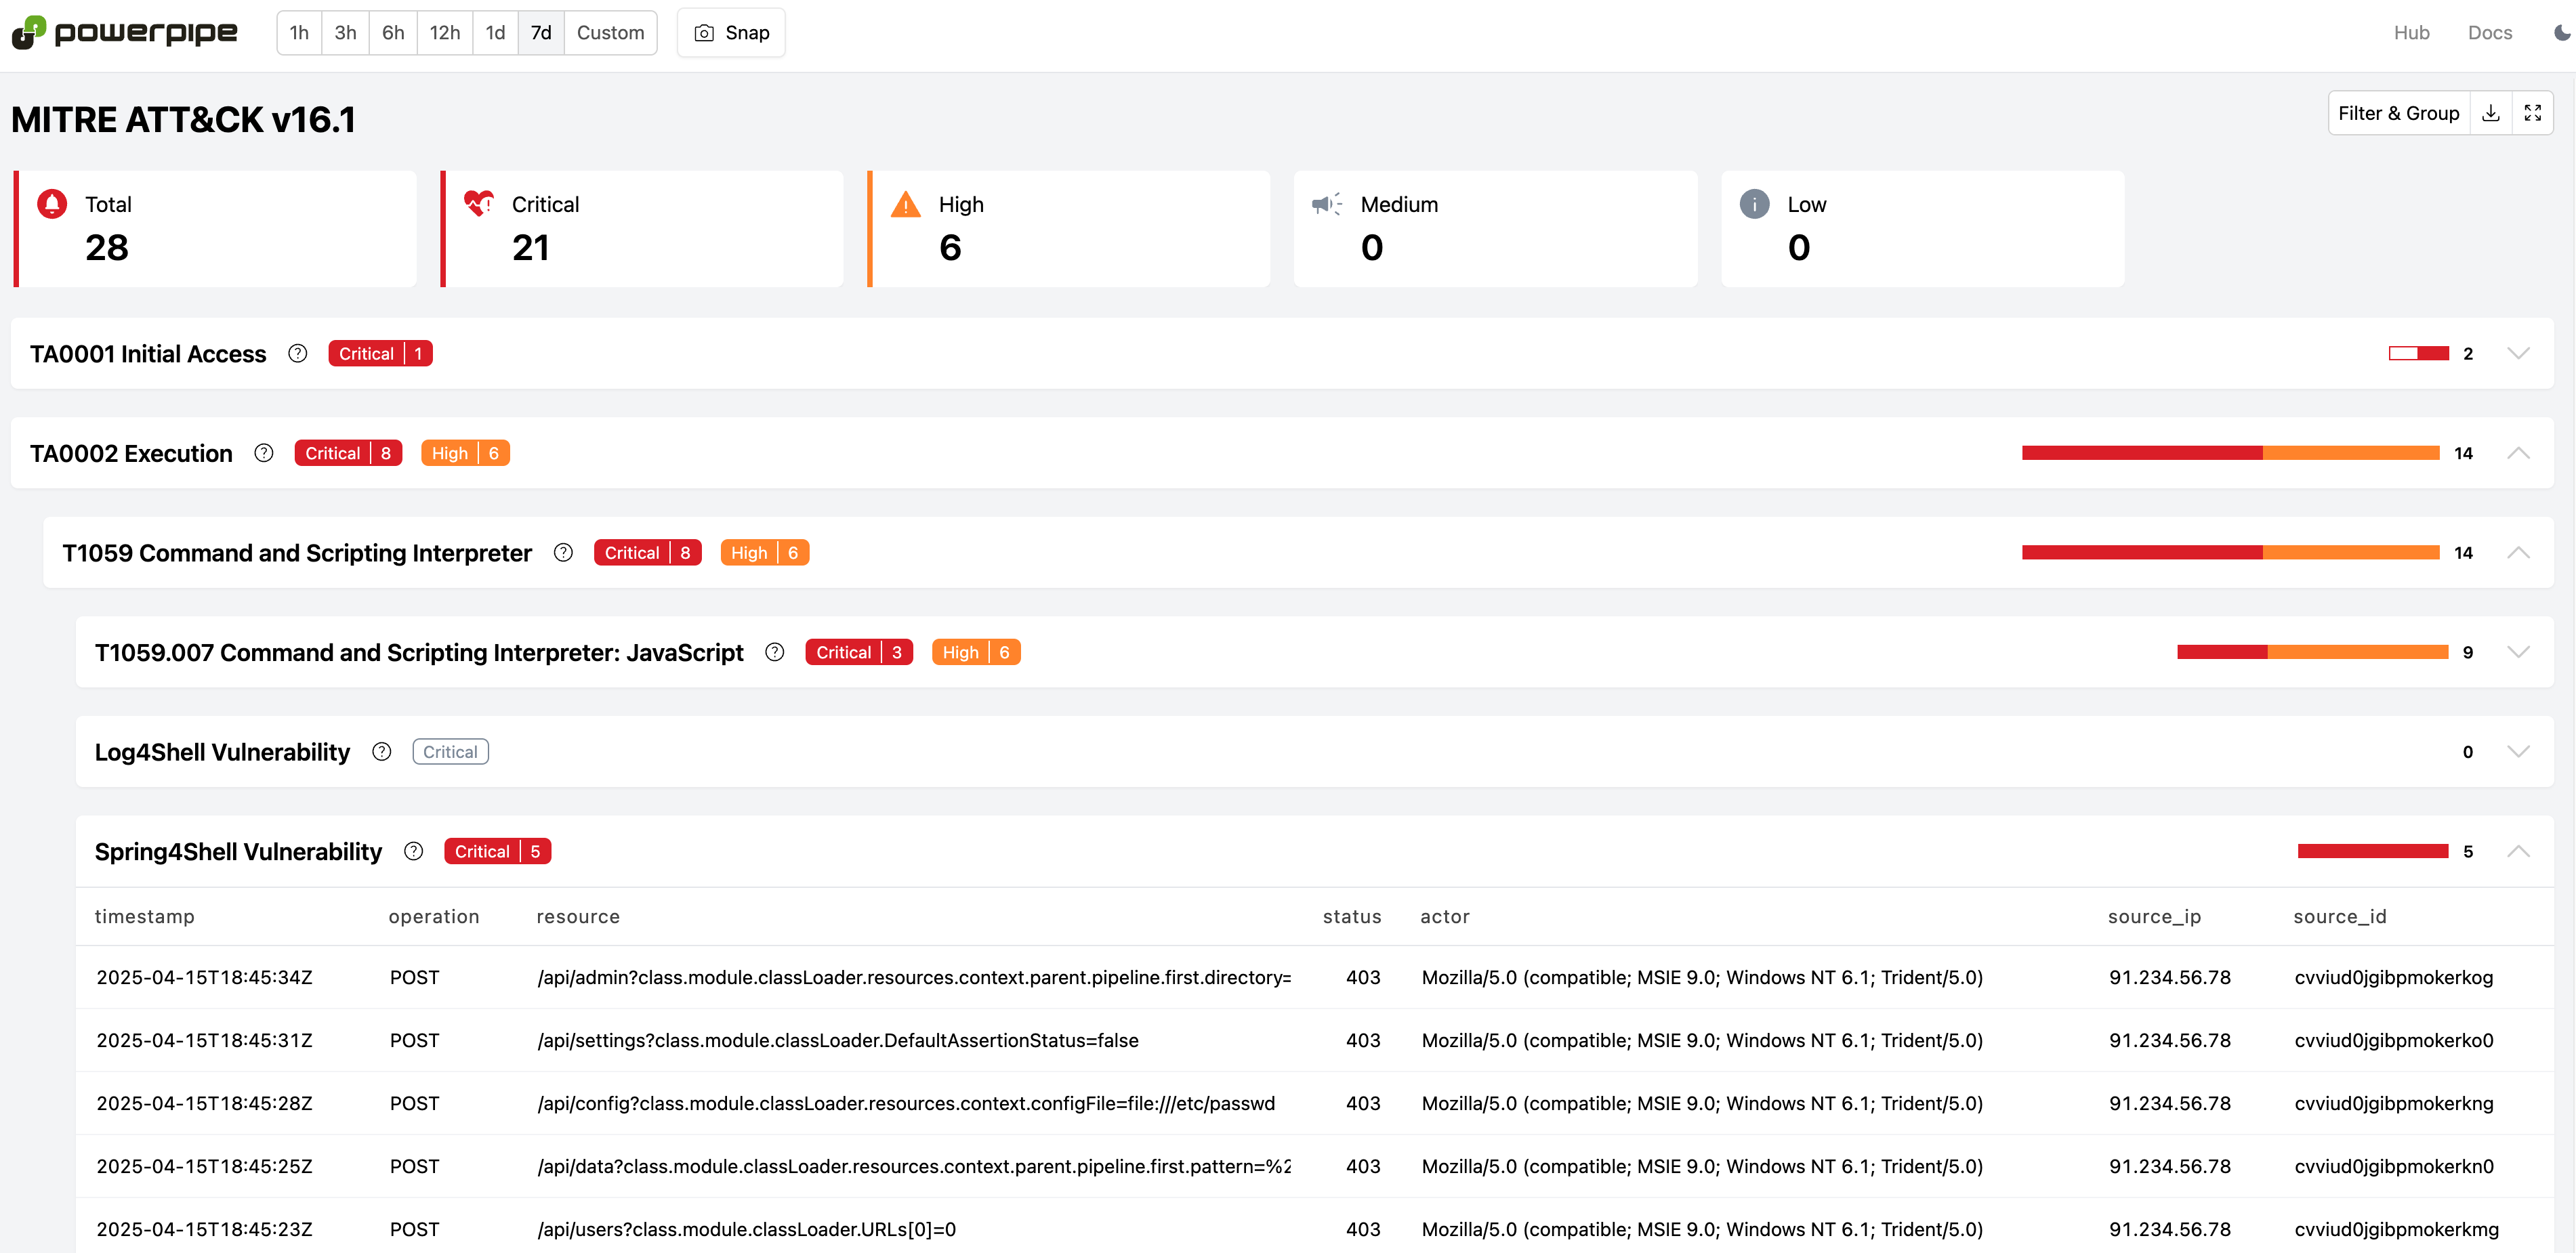 powerpipe 1h 3h 6h 12h 1d 7d Custom Snap Hub Docs
MITRE ATT&CK v16.1
Filter & Group
Total
28
Critical
21
High
6
Medium
0
Low
0
TA0001 Initial Access Critical 1 2
TA0002 Execution Critical 8 High 6 14
T1059 Command and Scripting Interpreter Critical 8 High 6 14
T1059.007 Command and Scripting Interpreter: JavaScript Critical 3 High 6 9
Log4Shell Vulnerability Critical 0
Spring4Shell Vulnerability Critical 5 5
timestamp operation resource status actor source_ip source_id
2025-04-15T18:45:34Z POST /api/admin?class.module.classLoader.resources.context.parent.pipeline.first.directory= 403 Mozilla/5.0 (compatible; MSIE 9.0; Windows NT 6.1; Trident/5.0) 91.234.56.78 cvviud0jgibpmokerkog
2025-04-15T18:45:31Z POST /api/settings?class.module.classLoader.DefaultAssertionStatus=false 403 Mozilla/5.0 (compatible; MSIE 9.0; Windows NT 6.1; Trident/5.0) 91.234.56.78 cvviud0jgibpmokerko0
2025-04-15T18:45:28Z POST /api/config?class.module.classLoader.resources.context.configFile=file:///etc/passwd 403 Mozilla/5.0 (compatible; MSIE 9.0; Windows NT 6.1; Trident/5.0) 91.234.56.78 cvviud0jgibpmokerkng
2025-04-15T18:45:25Z POST /api/data?class.module.classLoader.resources.context.parent.pipeline.first.pattern=%2 403 Mozilla/5.0 (compatible; MSIE 9.0; Windows NT 6.1; Trident/5.0) 91.234.56.78 cvviud0jgibpmokerkn0
2025-04-15T18:45:23Z POST /api/users?class.module.classLoader.URLs[0]=0 403 Mozilla/5.0 (compatible; MSIE 9.0; Windows NT 6.1; Trident/5.0) 91.234.56.78 cvviud0jgibpmokerkmg